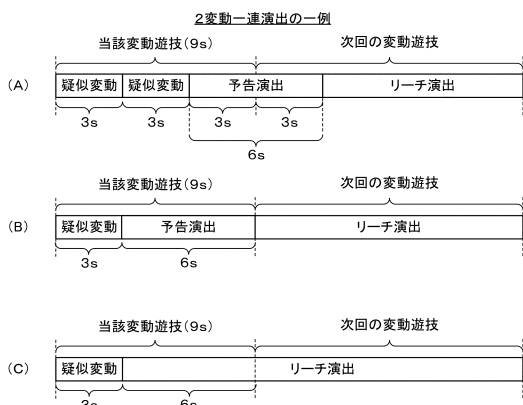 2変動一連演出の一例
当該変動遊技(9s) 次回の変動遊技
(A) 疑似変動 疑似変動 予告演出 リーチ演出
3s 3s 3s 3s
6s
当該変動遊技(9s) 次回の変動遊技
(B) 疑似変動 予告演出 リーチ演出
3s 6s
当該変動遊技(9s) 次回の変動遊技
(C) 疑似変動 リーチ演出
3s 6s